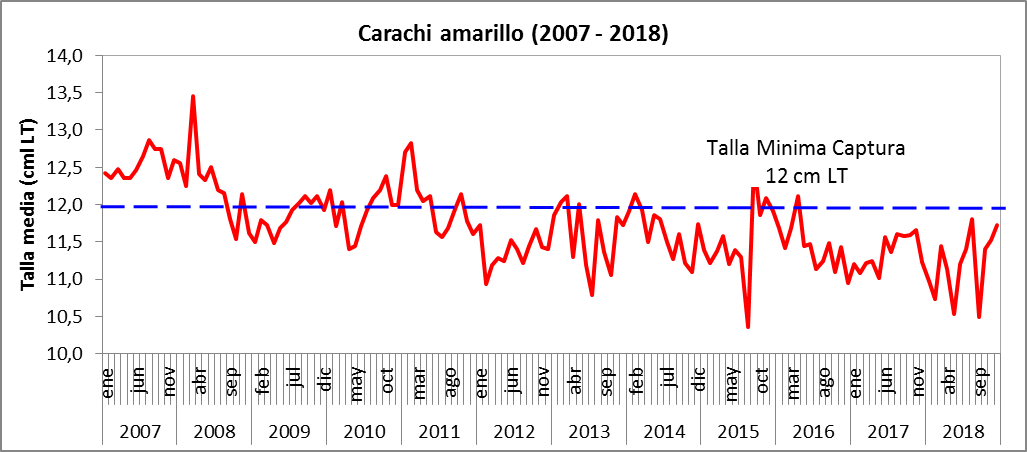 Carachi amarillo (2007 - 2018)
14,0
13,5
13,0
12,5
12,0
11,5
11,0
10,5
10,0
Talla media (cml LT)
Talla Minima Captura
12 cm LT
ene jun nov abr sep feb jul dic may oct mar ago ene jun nov abr sep feb jul dic may oct mar ago ene jun nov abr sep
2007 2008 2009 2010 2011 2012 2013 2014 2015 2016 2017 2018